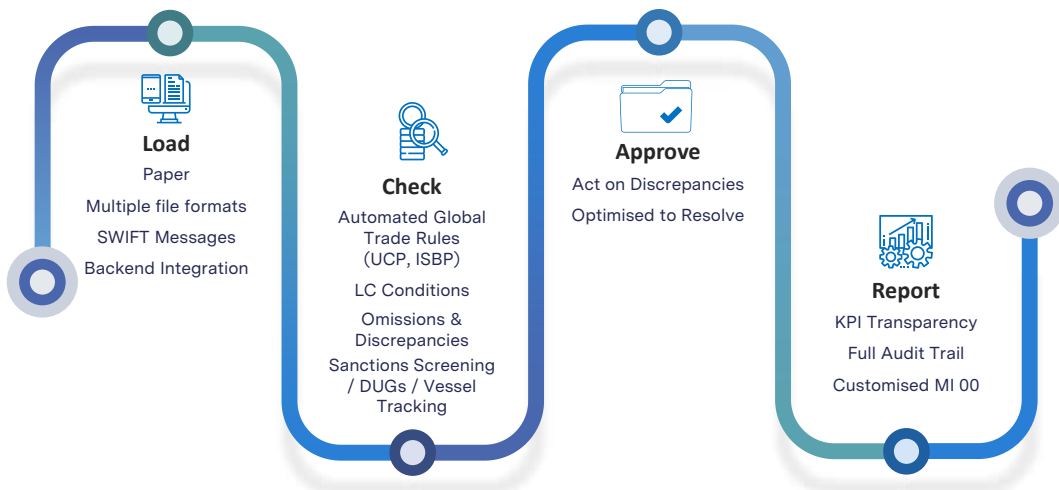 Load
Paper
Multiple file formats
SWIFT Messages
Backend Integration
Check
Automated Global
Trade Rules
(UCP, ISBP)
LC Conditions
Omissions &
Discrepancies
Sanctions Screening
/ DUGs / Vessel
Tracking
Approve
Act on Discrepancies
Optimised to Resolve
Report
KPI Transparency
Full Audit Trail
Customised MI 00